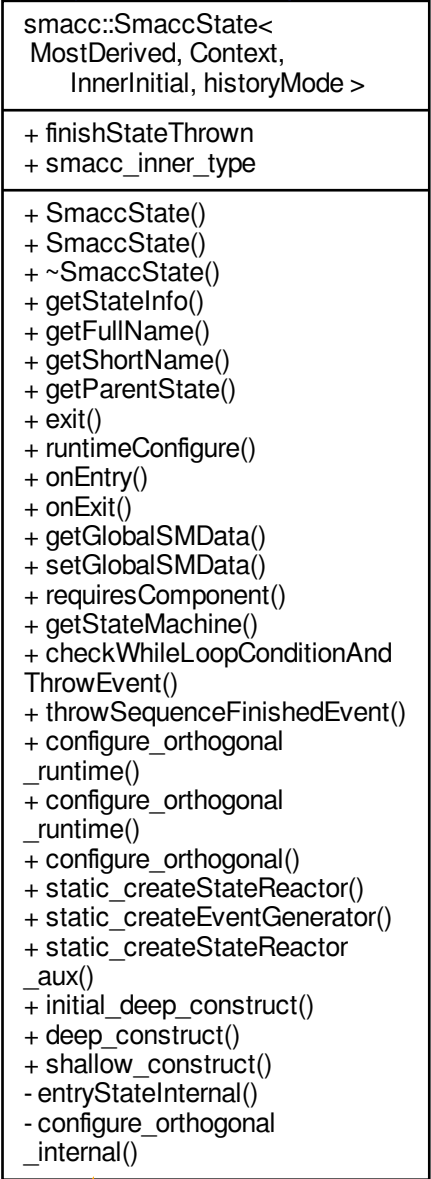 smacc::SmaccState<
MostDerived, Context,
InnerInitial, historyMode >
+ finishStateThrown
+ smacc_inner_type
+ SmaccState()
+ SmaccState()
+ ~SmaccState()
+ getStateInfo()
+ getFullName()
+ getShortName()
+ getParentState()
+ exit()
+ runtimeConfigure()
+ onEntry()
+ onExit()
+ getGlobalSMData()
+ setGlobalSMData()
+ requiresComponent()
+ getStateMachine()
+ checkWhileLoopConditionAnd
ThrowEvent()
+ throwSequenceFinishedEvent()
+ configure_orthogonal
_runtime()
+ configure_orthogonal
_runtime()
+ configure_orthogonal()
+ static_createStateReactor()
+ static_createEventGenerator()
+ static_createStateReactor
_aux()
+ initial_deep_construct()
+ deep_construct()
+ shallow_construct()
- entryStateInternal()
- configure_orthogonal
_internal()